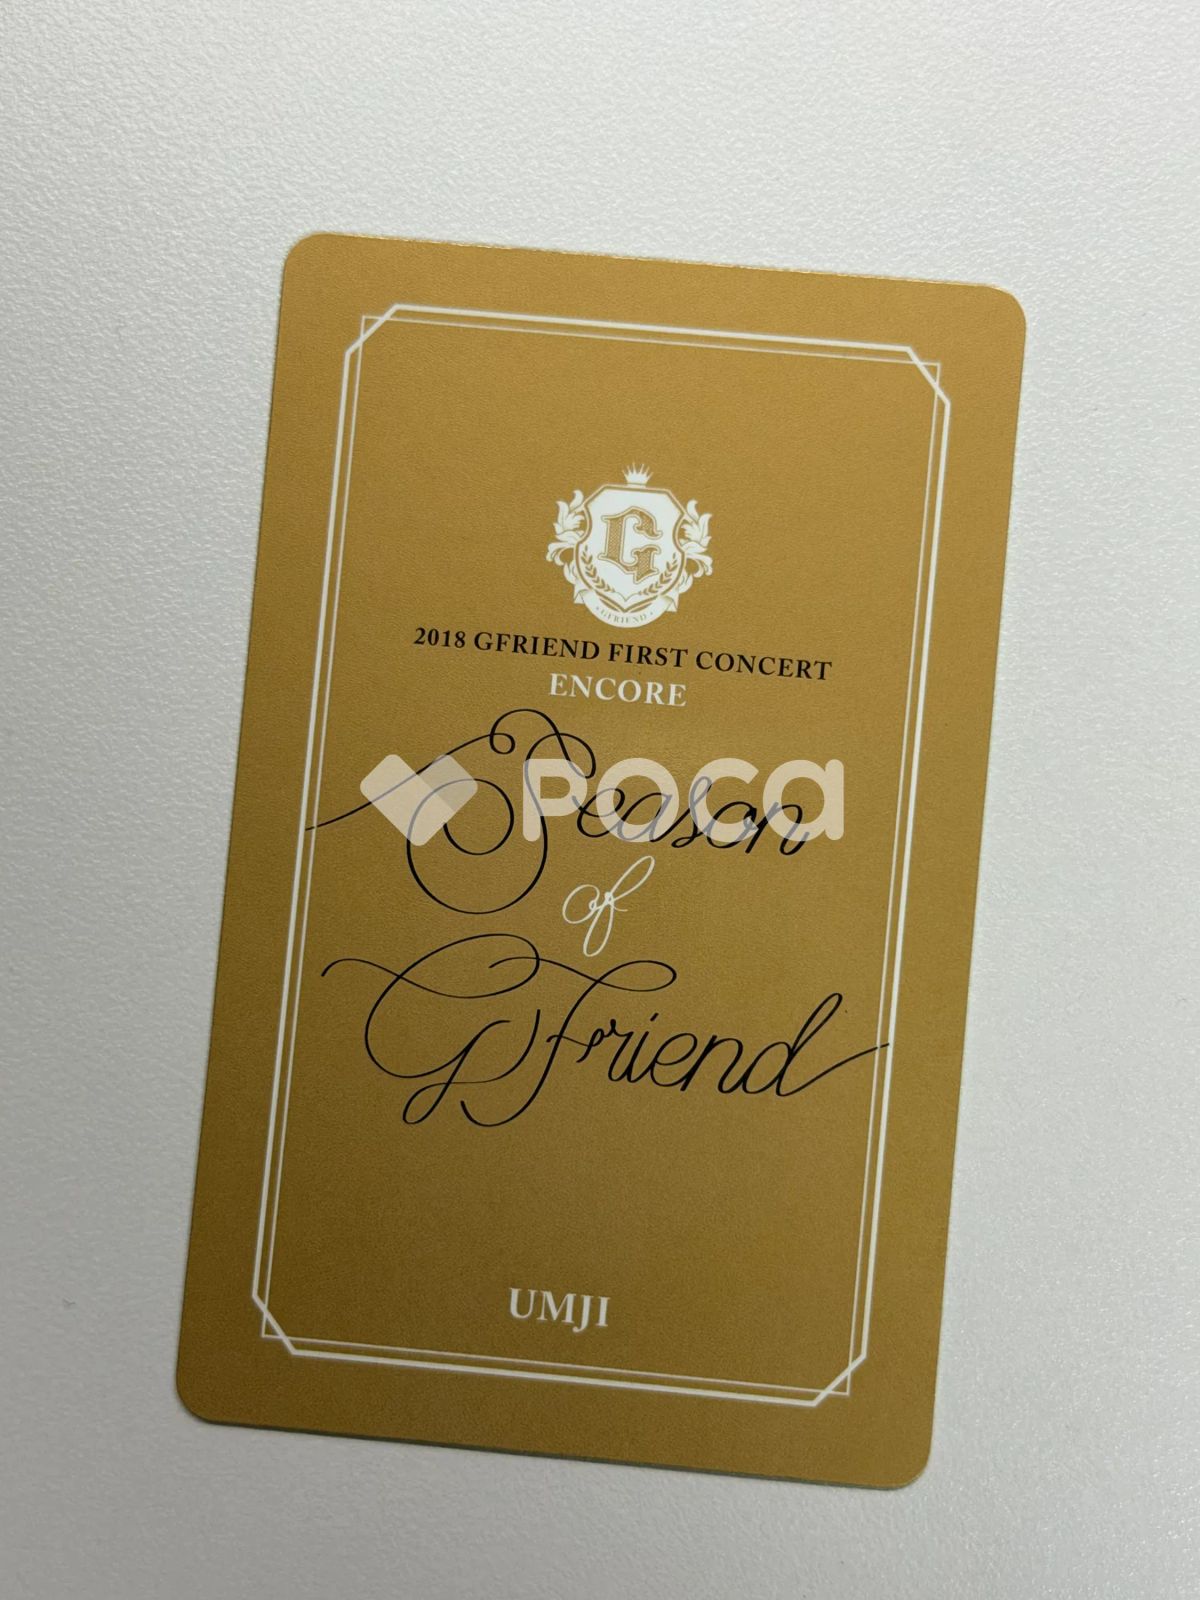 G
GFRIEND
2018 GFRIEND FIRST CONCERT
ENCORE
Season
Poca
of
GFriend
UMJI